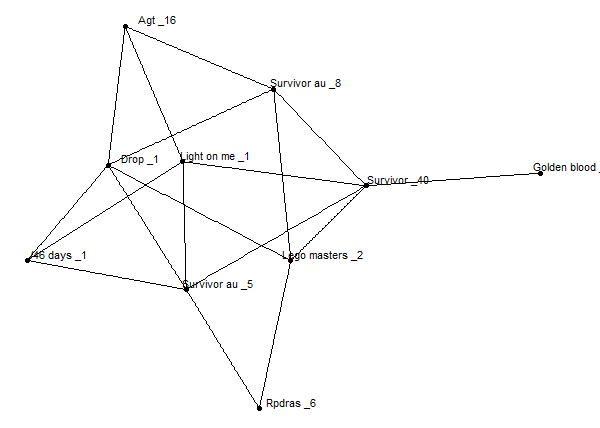 Agt _16
Survivor au _8
Drop _1
Light on me _1
Golden blood _
Survivor _40
/46 days _1
Lego masters _2
Survivor au _5
Rpdras _6